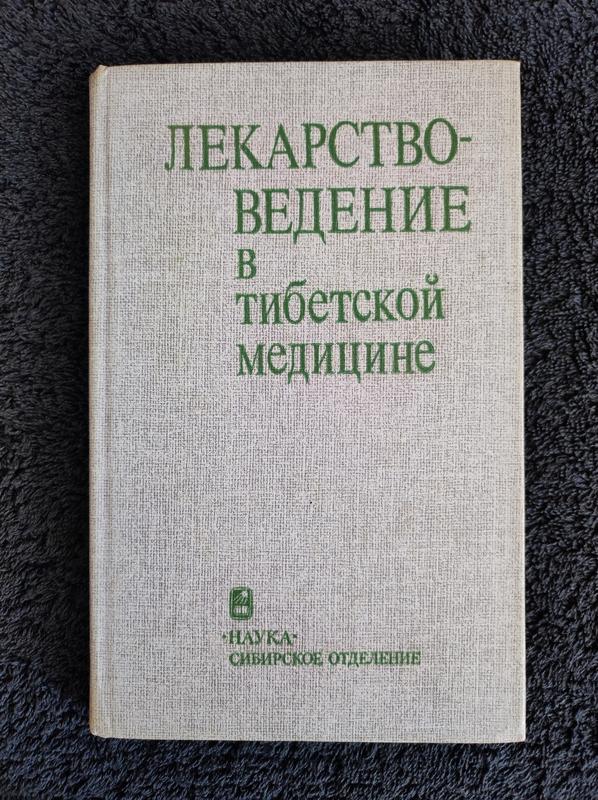 ЛЕКАРСТВО-
ВЕДЕНИЕ
в
тибетской
медицине
«НАУКА»
СИБИРСКОЕ ОТДЕЛЕНИЕ